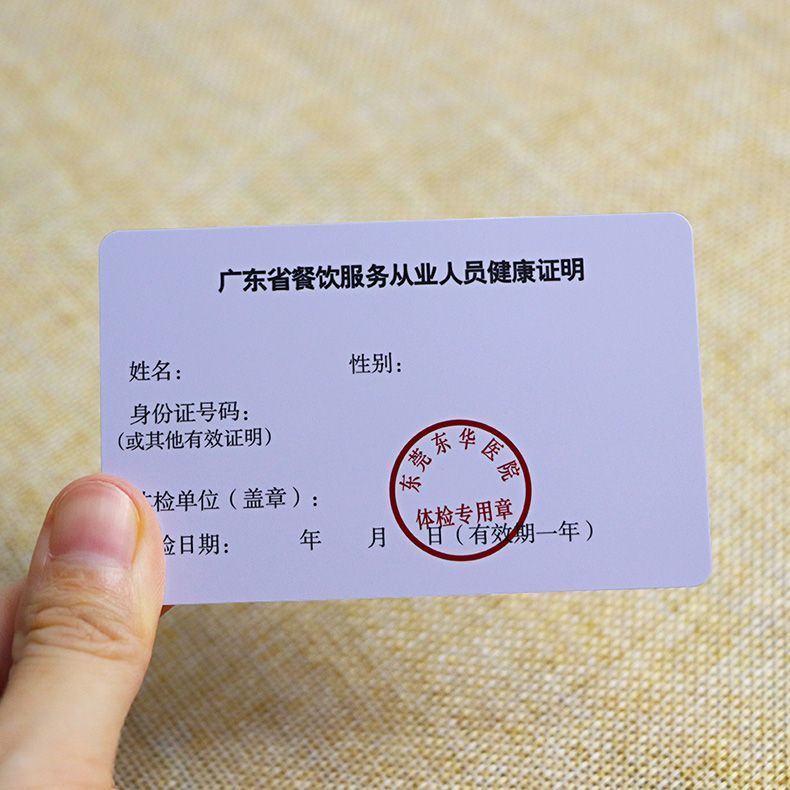 广东省餐饮服务从业人员健康证明
姓名： 性别：
身份证号码：
（或其他有效证明）
检单位（盖章）：
检日期： 年 月 日（有效期一年）
东莞东华医院
体检专用章